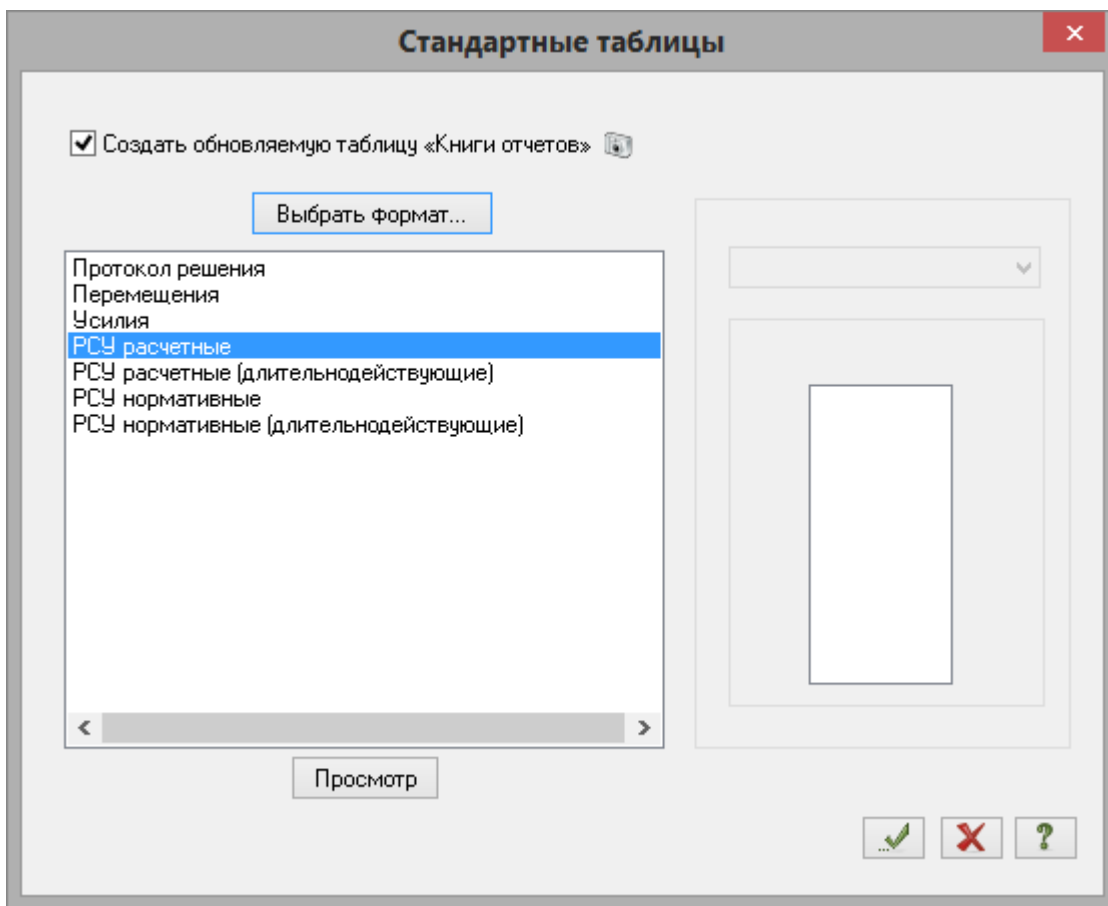 Стандартные таблицы
Создать обновляемую таблицу «Книги отчетов»
Выбрать формат...
Протокол решения
Перемещения
Усилия
РСУ расчетные
РСУ расчетные (длительнодействующие)
РСУ нормативные
РСУ нормативные (длительнодействующие)
Просмотр